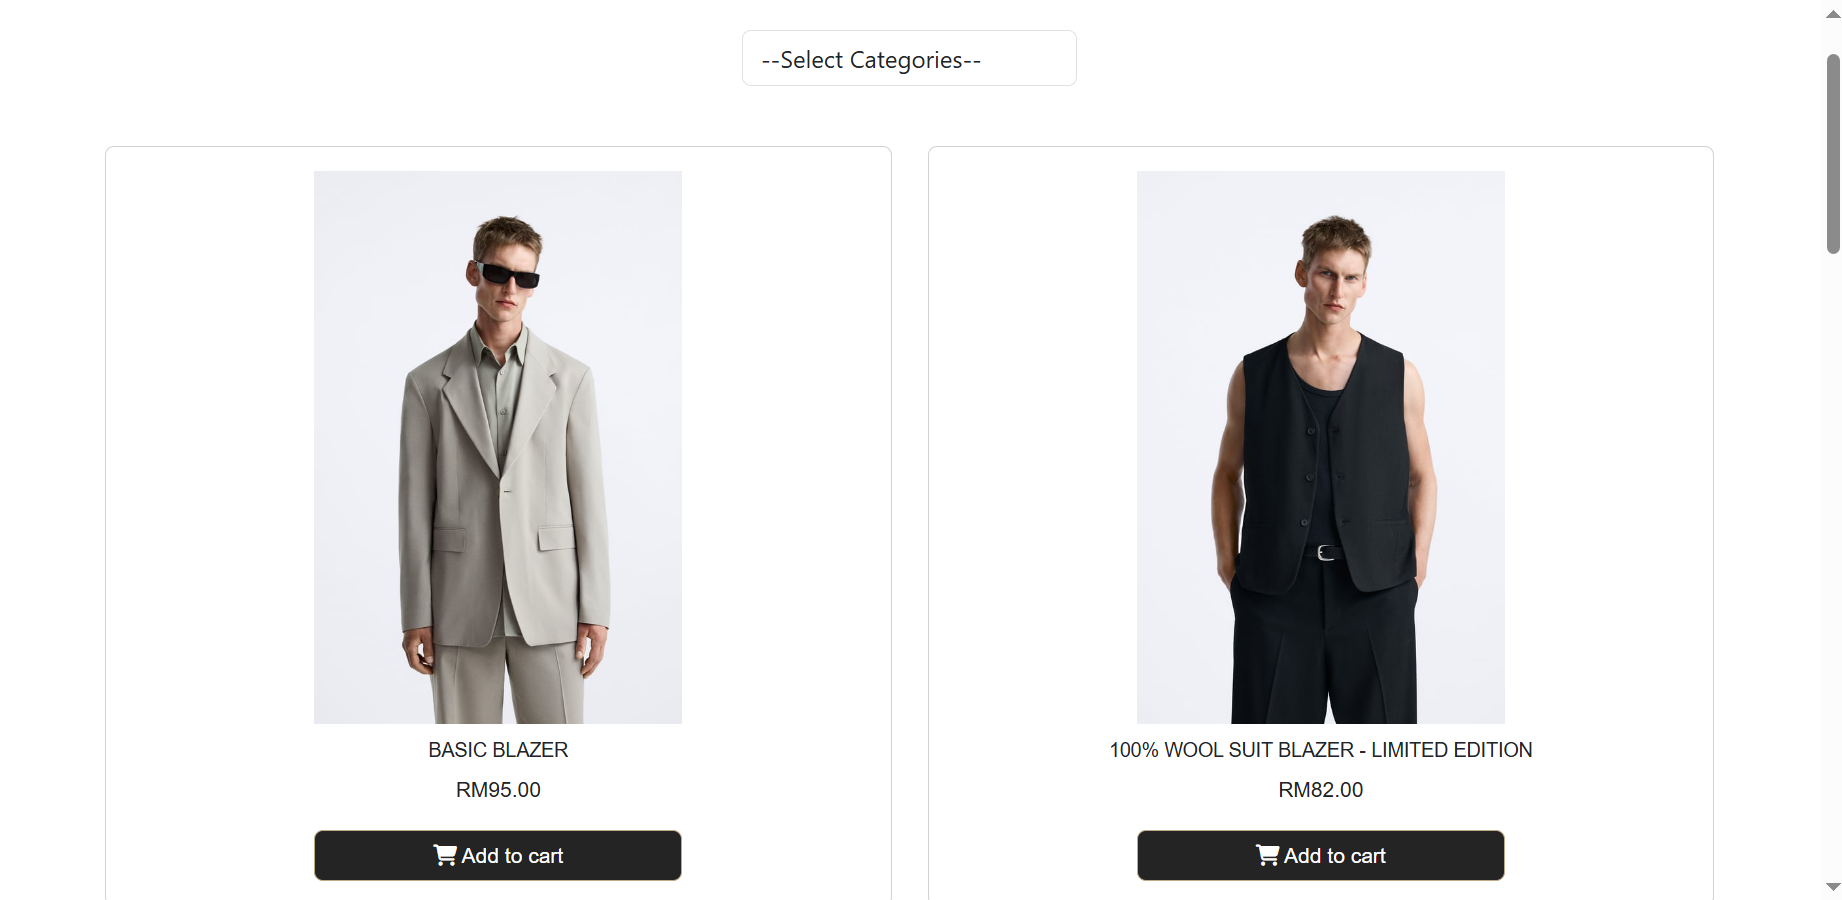 --Select Categories--
BASIC BLAZER
RM95.00
Add to cart
100% WOOL SUIT BLAZER - LIMITED EDITION
RM82.00
Add to cart